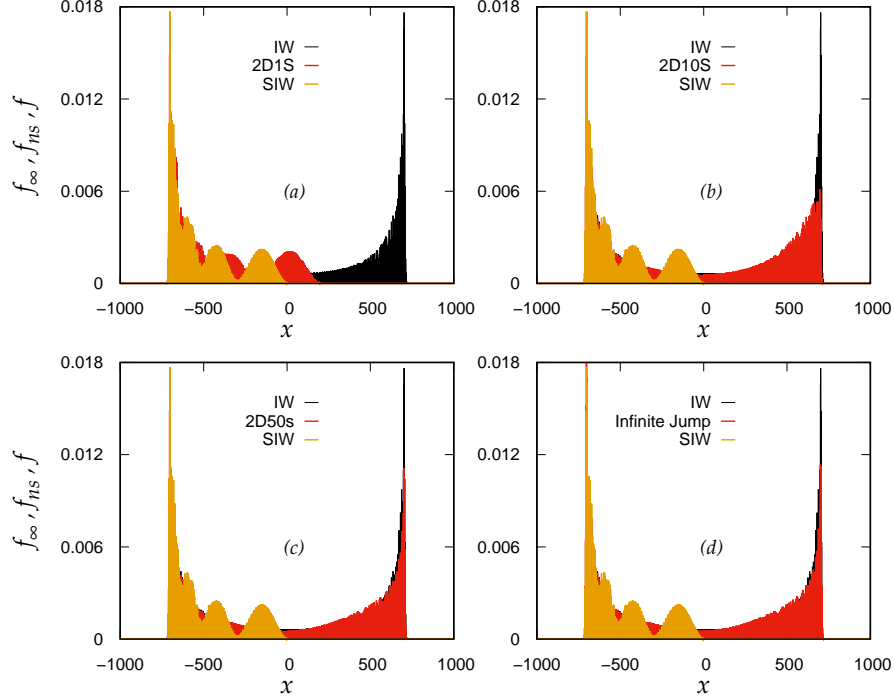 0.018
0.012
0.006
0
f∞, fns, f
IW
2D1S
SIW
(a)
−1000
−500
0
500
1000
x
0.018
0.012
0.006
0
IW
2D10S
SIW
(b)
−1000
−500
0
500
1000
x
0.018
0.012
0.006
0
f∞, fns, f
IW
2D50s
SIW
(c)
−1000
−500
0
500
1000
x
0.018
0.012
0.006
0
IW
Infinite Jump
SIW
(d)
−1000
−500
0
500
1000
x